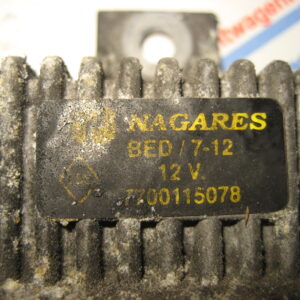 NAGARES
BED / 7-12
12 V.
7700115078